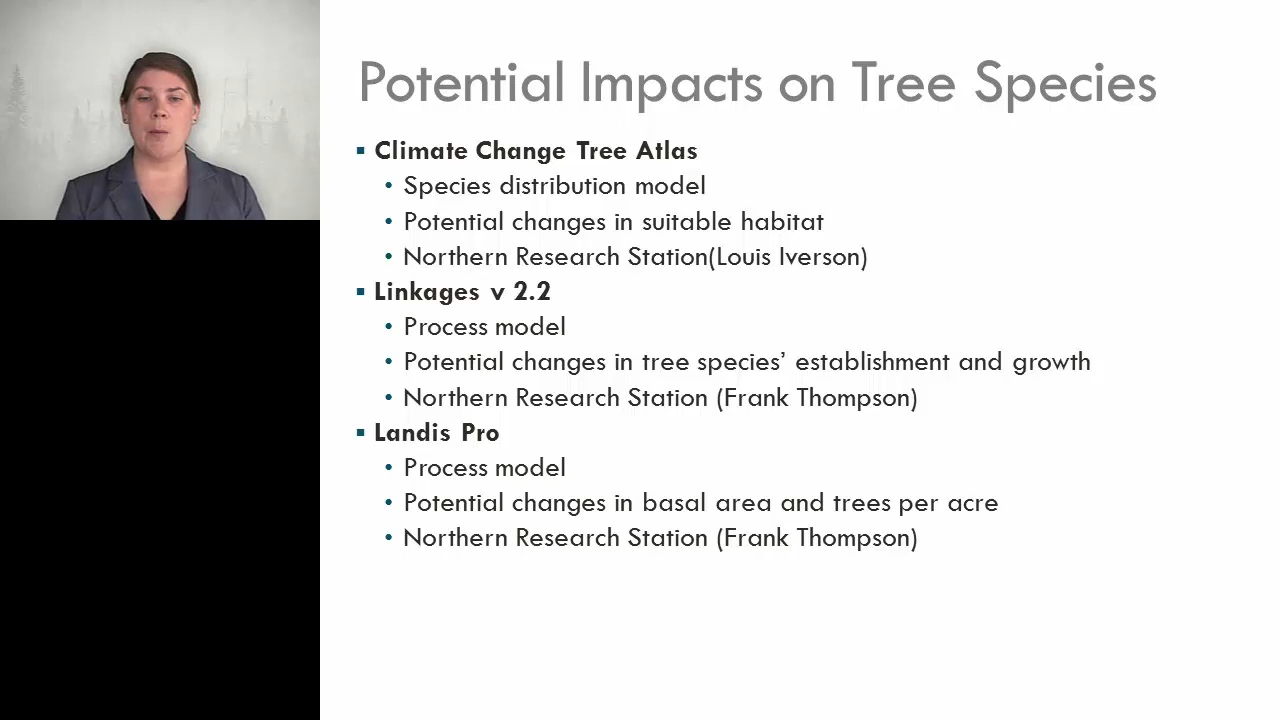 Potential Impacts on Tree Species
▪ Climate Change Tree Atlas
• Species distribution model
• Potential changes in suitable habitat
• Northern Research Station(Louis Iverson)
▪ Linkages v 2.2
• Process model
• Potential changes in tree species’ establishment and growth
• Northern Research Station (Frank Thompson)
▪ Landis Pro
• Process model
• Potential changes in basal area and trees per acre
• Northern Research Station (Frank Thompson)